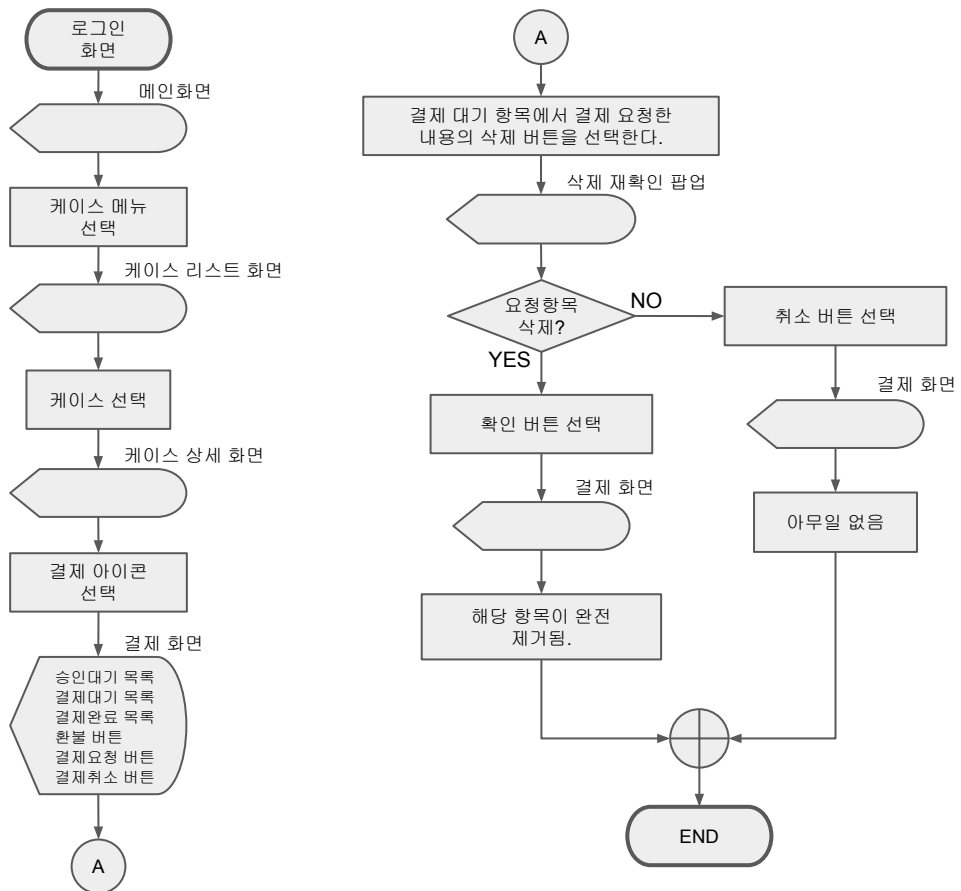 로그인
화면
메인화면
케이스 메뉴
선택
케이스 리스트 화면
케이스 선택
케이스 상세 화면
결제 아이콘
선택
결제 화면
승인대기 목록
결제대기 목록
결제완료 목록
환불 버튼
결제요청 버튼
결제취소 버튼
A
A
결제 대기 항목에서 결제 요청한
내용의 삭제 버튼을 선택한다.
삭제 재확인 팝업
요청항목
삭제?
NO
YES
취소 버튼 선택
결제 화면
아무일 없음
확인 버튼 선택
결제 화면
해당 항목이 완전
제거됨.
END